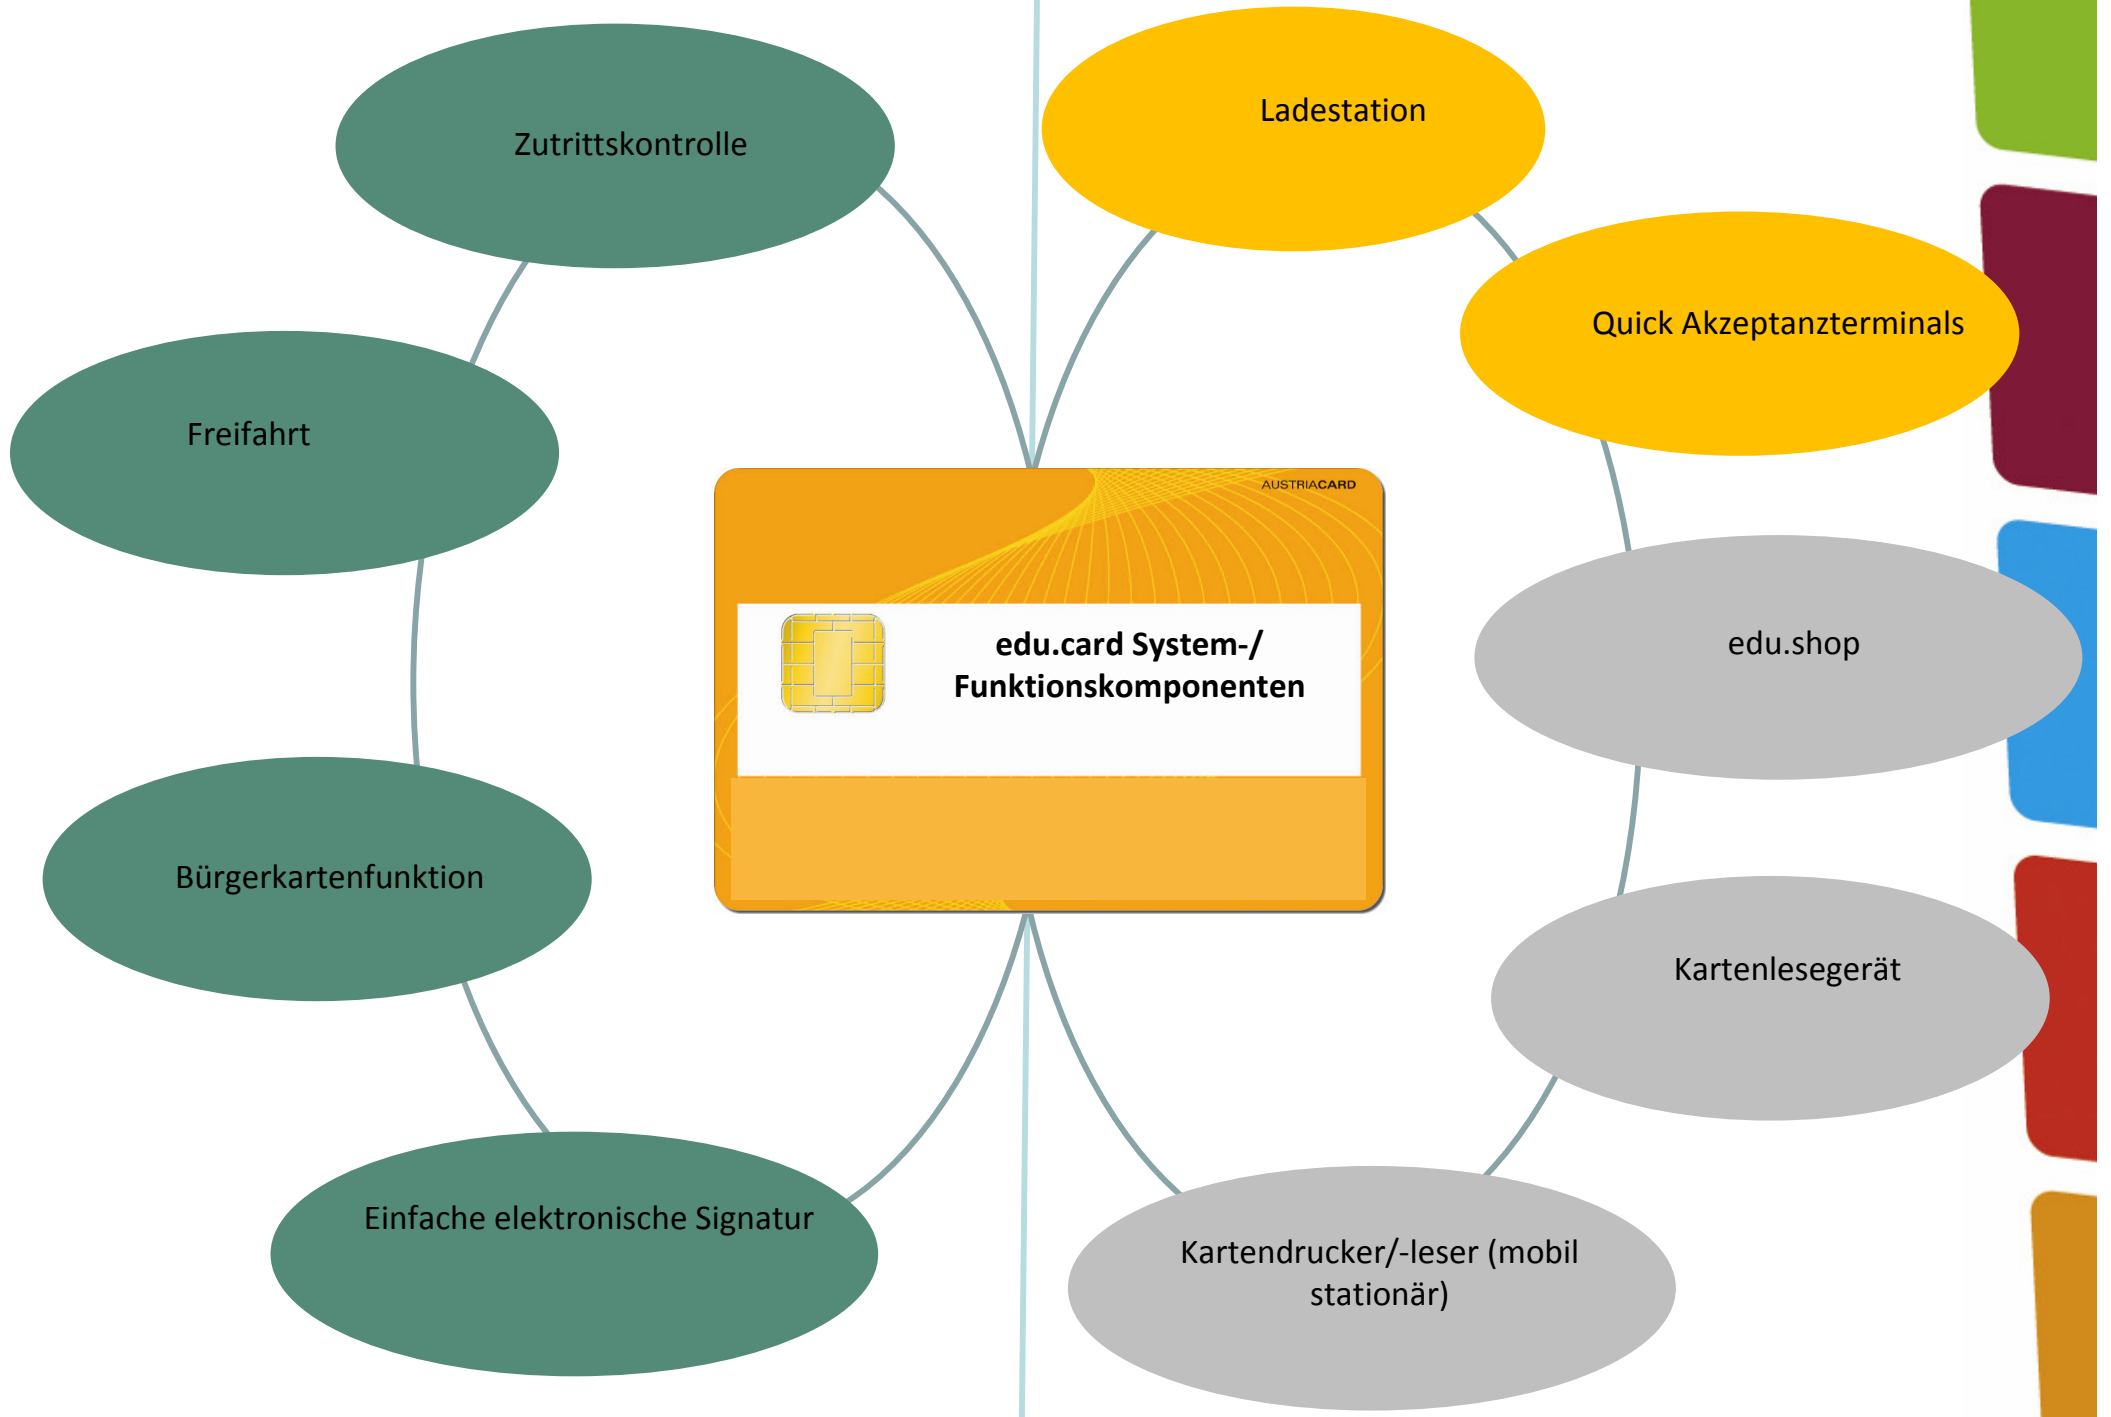 Ladestation
Zutrittskontrolle
Quick Akzeptanzterminals
Freifahrt
AUSTRIACARD
edu.card System-/
Funktionskomponenten
edu.shop
Bürgerkartenfunktion
Kartenlesegerät
Einfache elektronische Signatur
Kartendrucker/-leser (mobil
stationär)